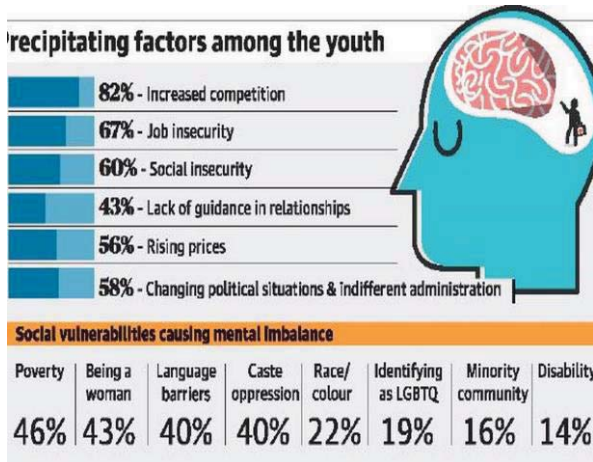 Precipitating factors among the youth
82% - Increased competition
67% - Job insecurity
60% - Social insecurity
43% - Lack of guidance in relationships
56% - Rising prices
58% - Changing political situations & indifferent administration
Social vulnerabilities causing mental imbalance
Poverty
46%
Being a
woman
43%
Language
barriers
40%
Caste
oppression
40%
Race/
colour
22%
Identifying
as LGBTQ
19%
Minority
community
16%
Disability
14%